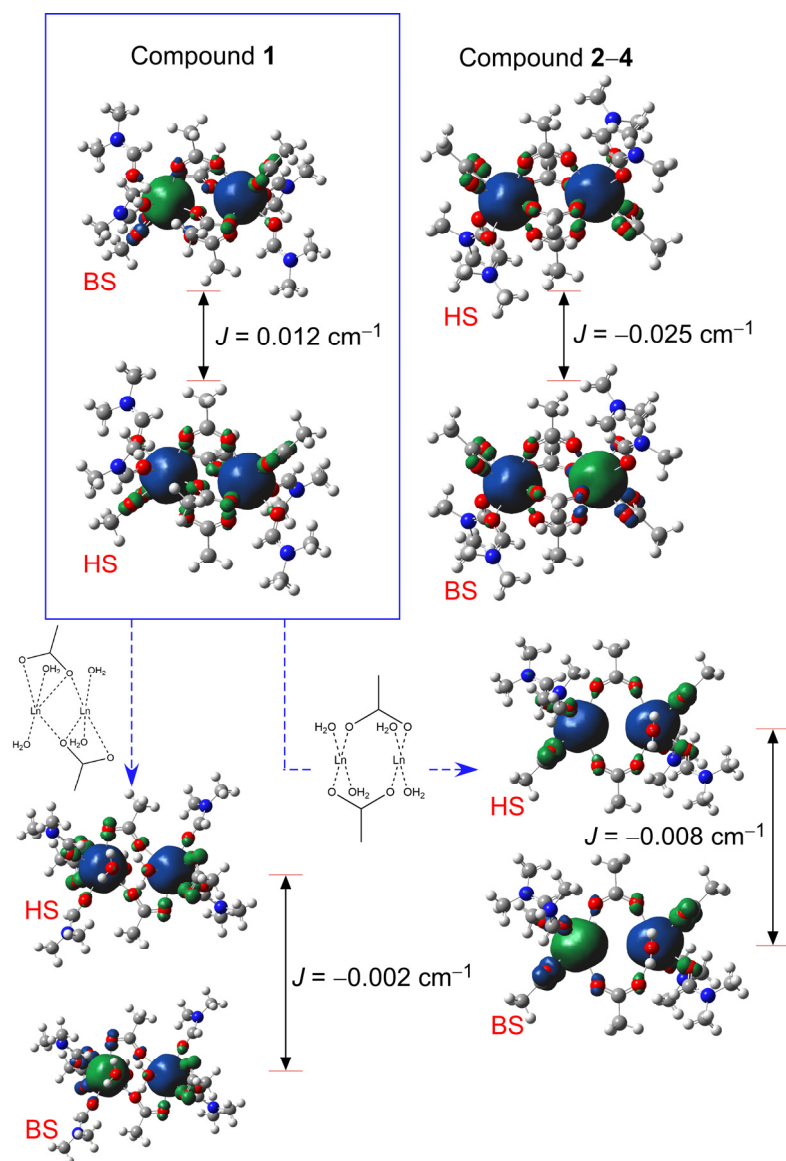 Compound 1
Compound 2–4
BS
J = 0.012 cm⁻¹
HS
HS
J = −0.025 cm⁻¹
BS
O
OH₂
O
OH₂
Ln
Ln
H₂O
O
H₂O
O
H₂O
O
H₂O
O
Ln
Ln
O
OH₂
O
OH₂
HS
J = −0.002 cm⁻¹
BS
HS
J = −0.008 cm⁻¹
BS